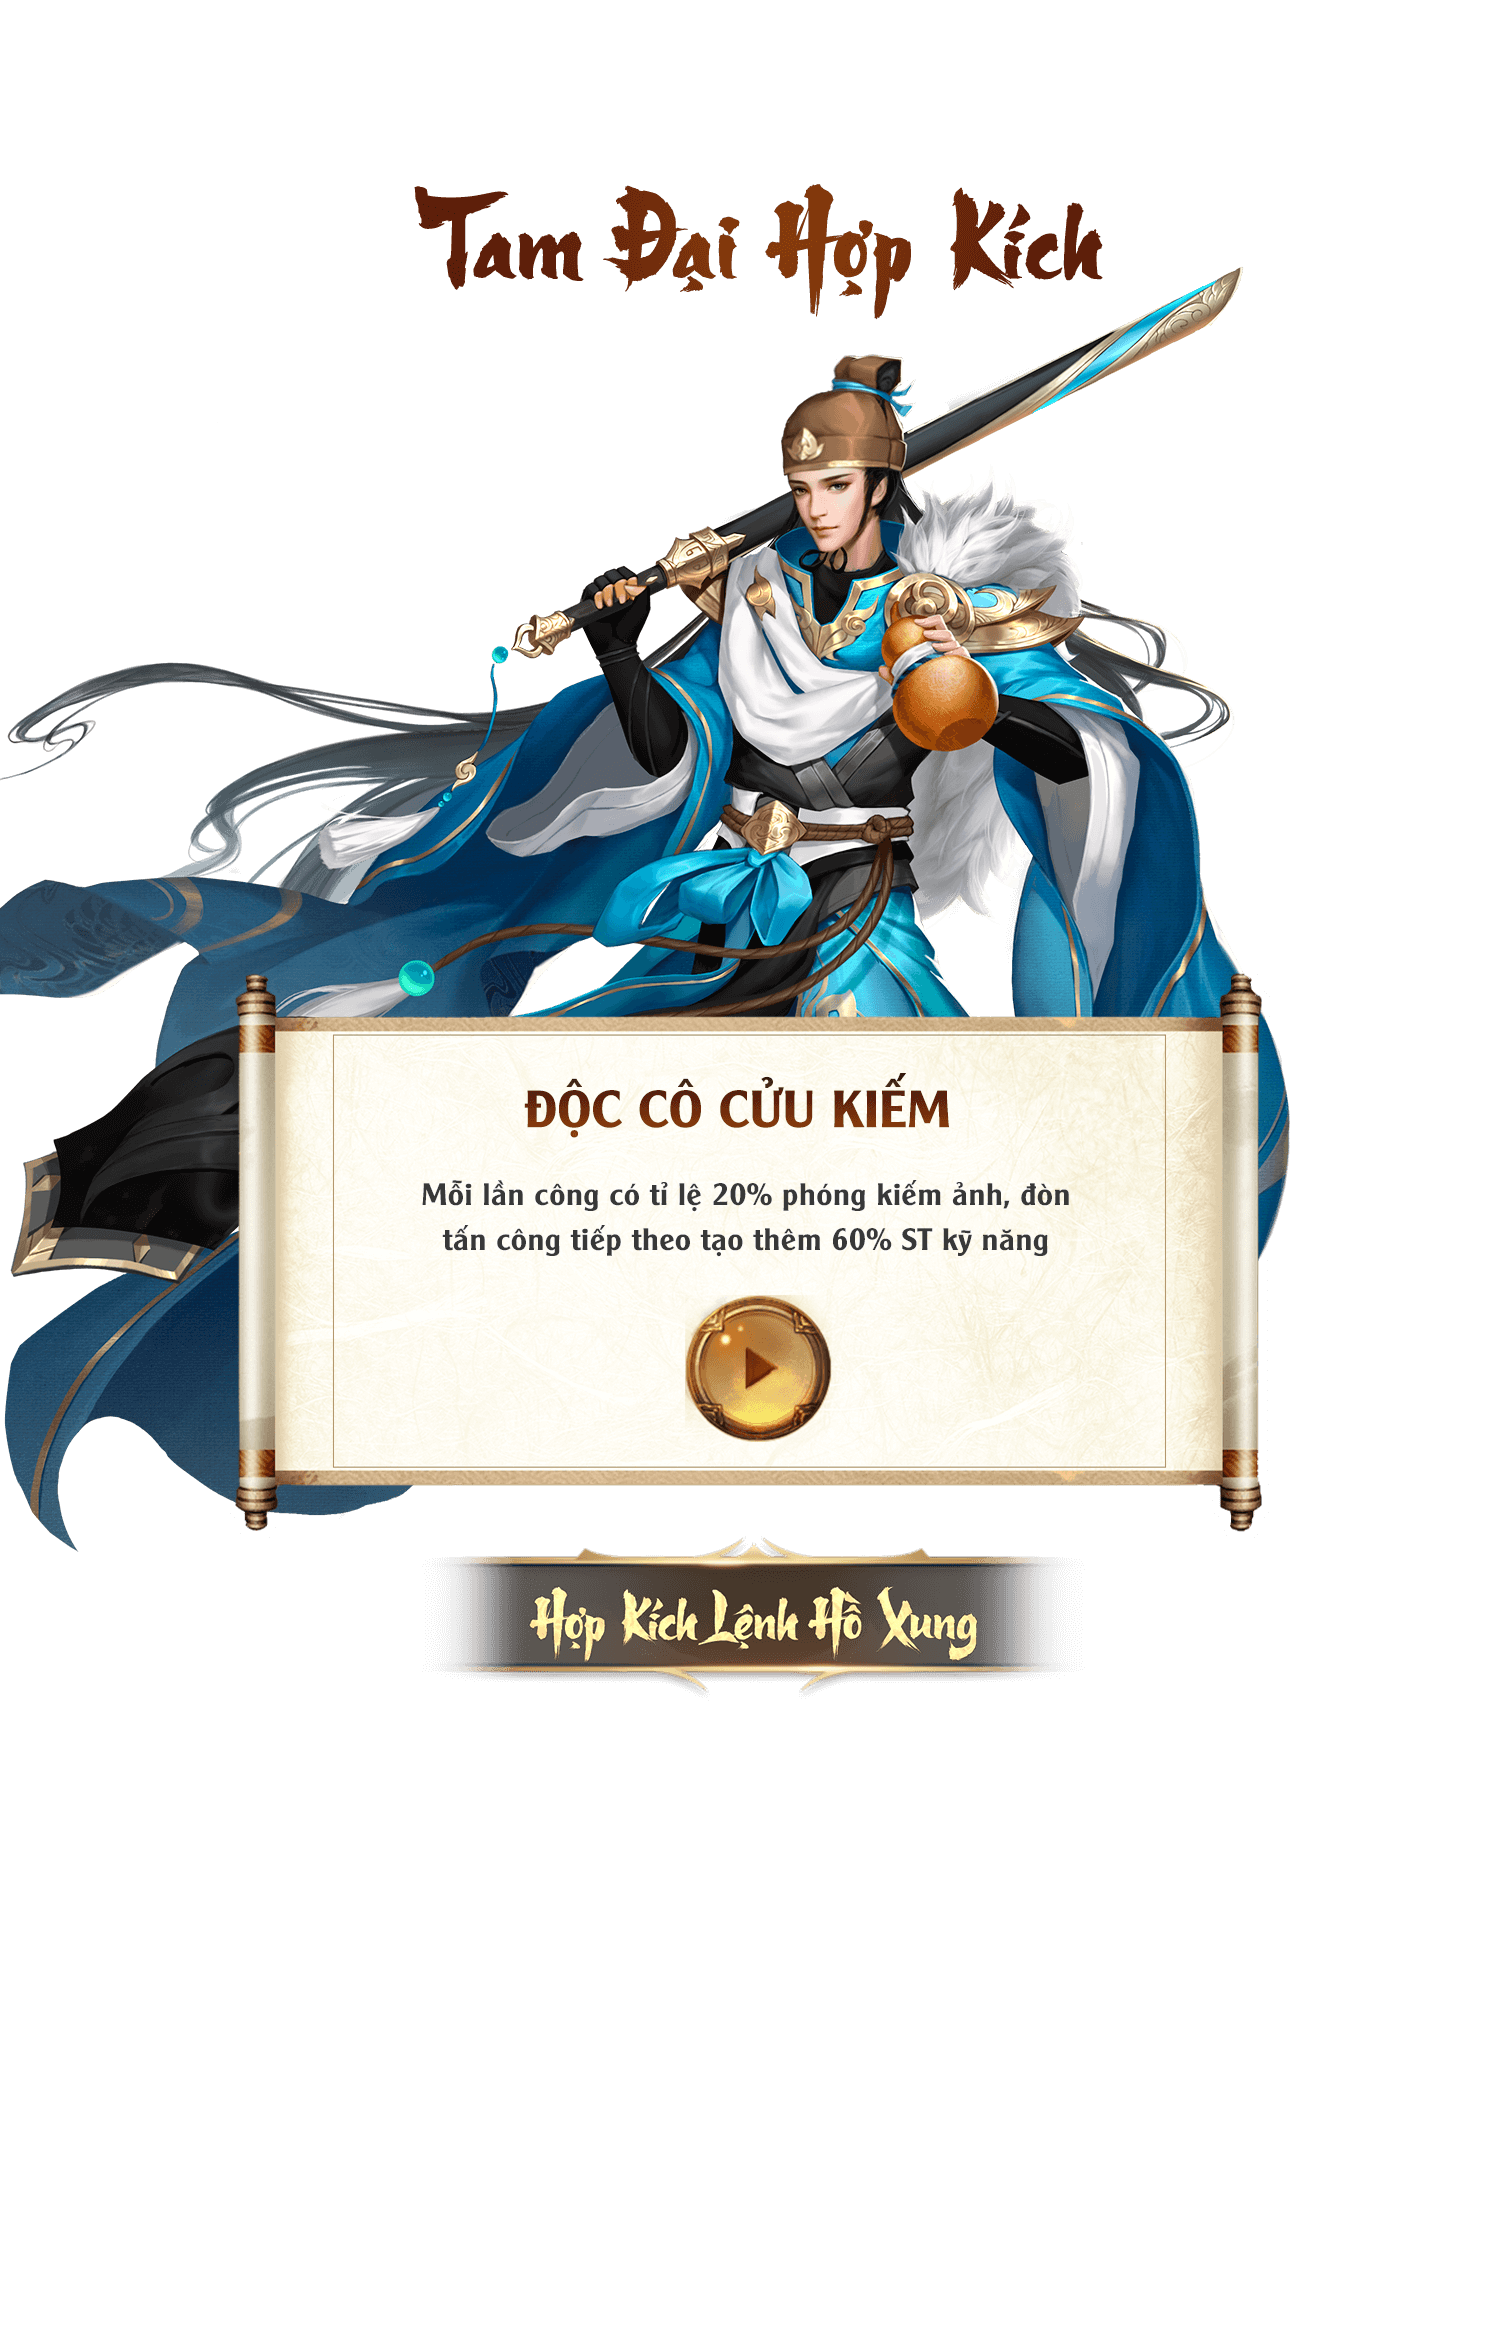 Tam Đại Hợp Kích
ĐỘC CÔ CỬU KIẾM
Mỗi lần công có tỉ lệ 20% phóng kiếm ảnh, đòn
tấn công tiếp theo tạo thêm 60% ST kỹ năng
Hợp Kích Lệnh Hồ Xung